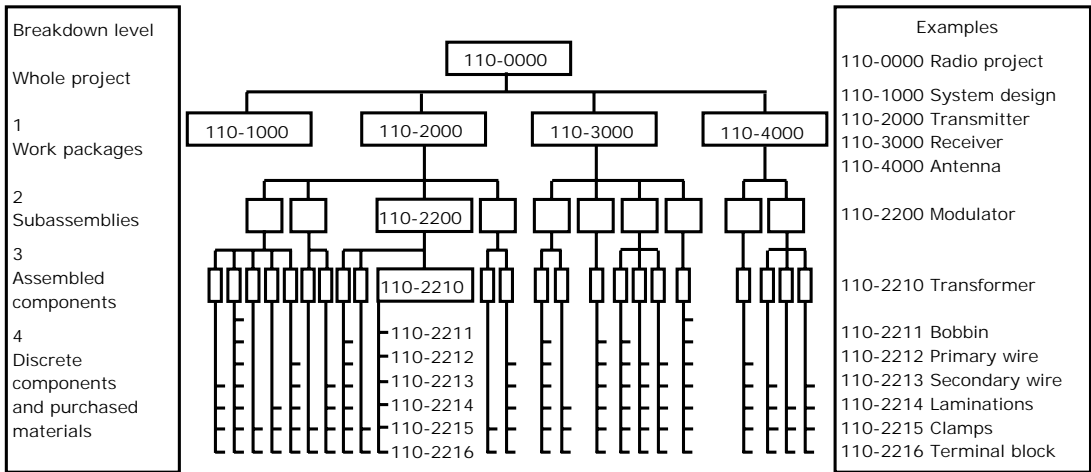 Breakdown level
Whole project
1
Work packages
2
Subassemblies
3
Assembled
components
4
Discrete
components
and purchased
materials
110-0000
110-1000
110-2000
110-3000
110-4000
110-2200
110-2210
110-2211
110-2212
110-2213
110-2214
110-2215
110-2216
Examples
110-0000 Radio project
110-1000 System design
110-2000 Transmitter
110-3000 Receiver
110-4000 Antenna
110-2200 Modulator
110-2210 Transformer
110-2211 Bobbin
110-2212 Primary wire
110-2213 Secondary wire
110-2214 Laminations
110-2215 Clamps
110-2216 Terminal block